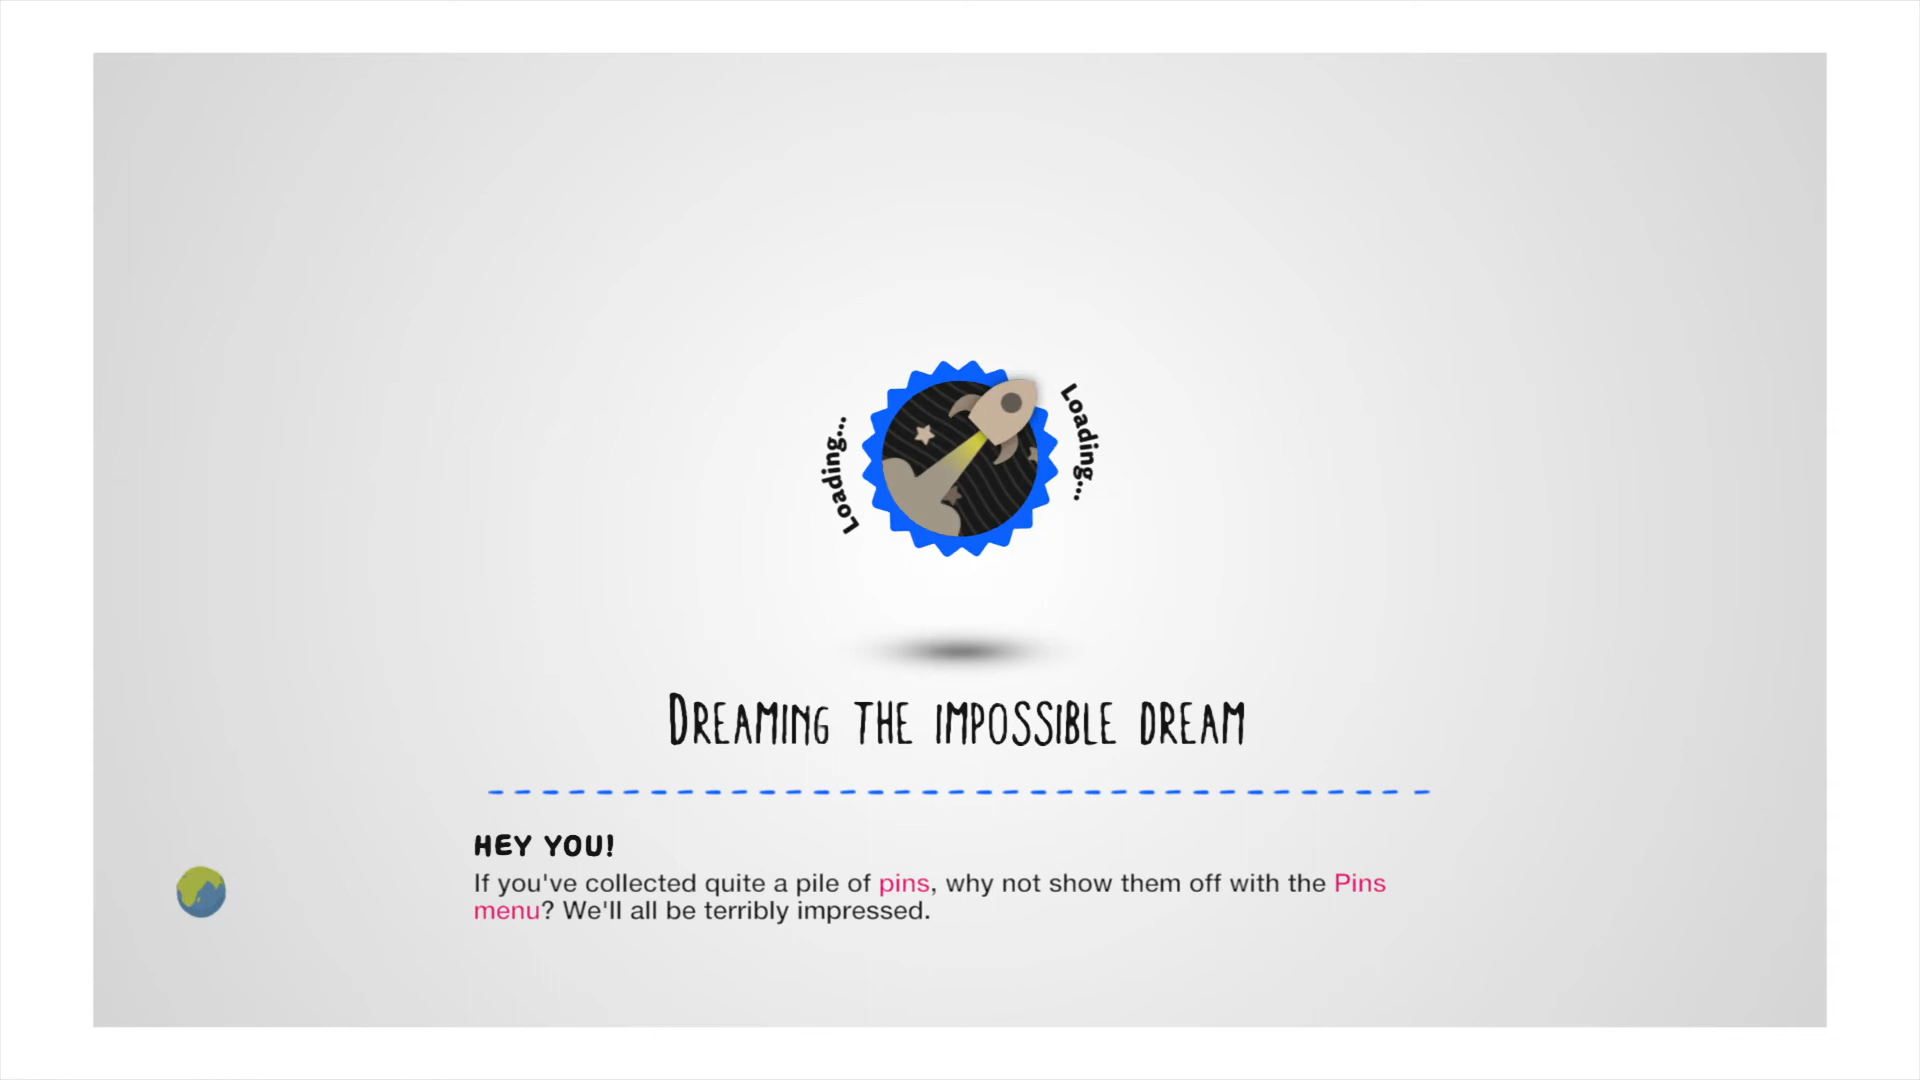 Loading...
Loading...
DREAMING THE IMPOSSIBLE DREAM
HEY YOU!
If you've collected quite a pile of pins, why not show them off with the Pins
menu? We'll all be terribly impressed.